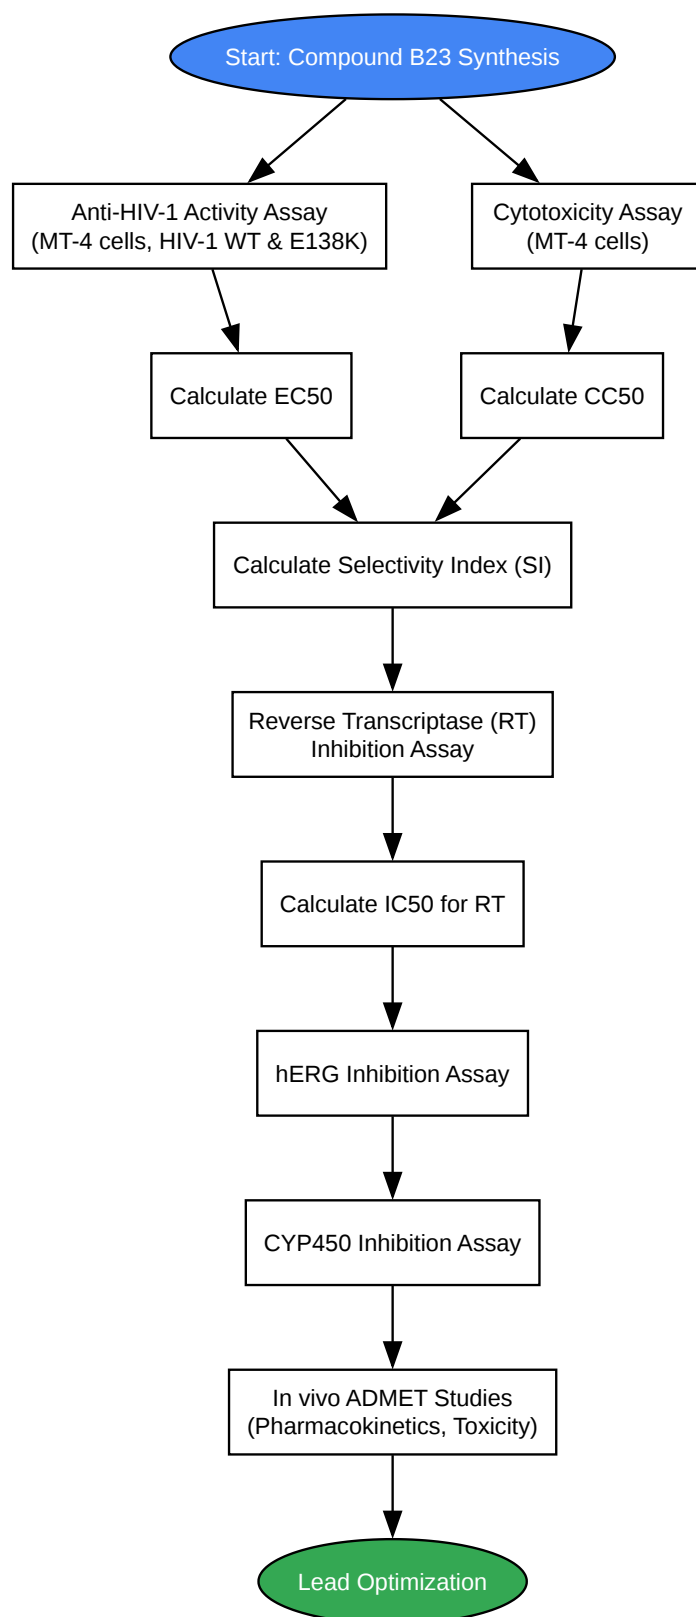 Start: Compound B23 Synthesis
Anti-HIV-1 Activity Assay
(MT-4 cells, HIV-1 WT & E138K)
Cytotoxicity Assay
(MT-4 cells)
Calculate EC50
Calculate CC50
Calculate Selectivity Index (SI)
Reverse Transcriptase (RT)
Inhibition Assay
Calculate IC50 for RT
hERG Inhibition Assay
CYP450 Inhibition Assay
In vivo ADMET Studies
(Pharmacokinetics, Toxicity)
Lead Optimization